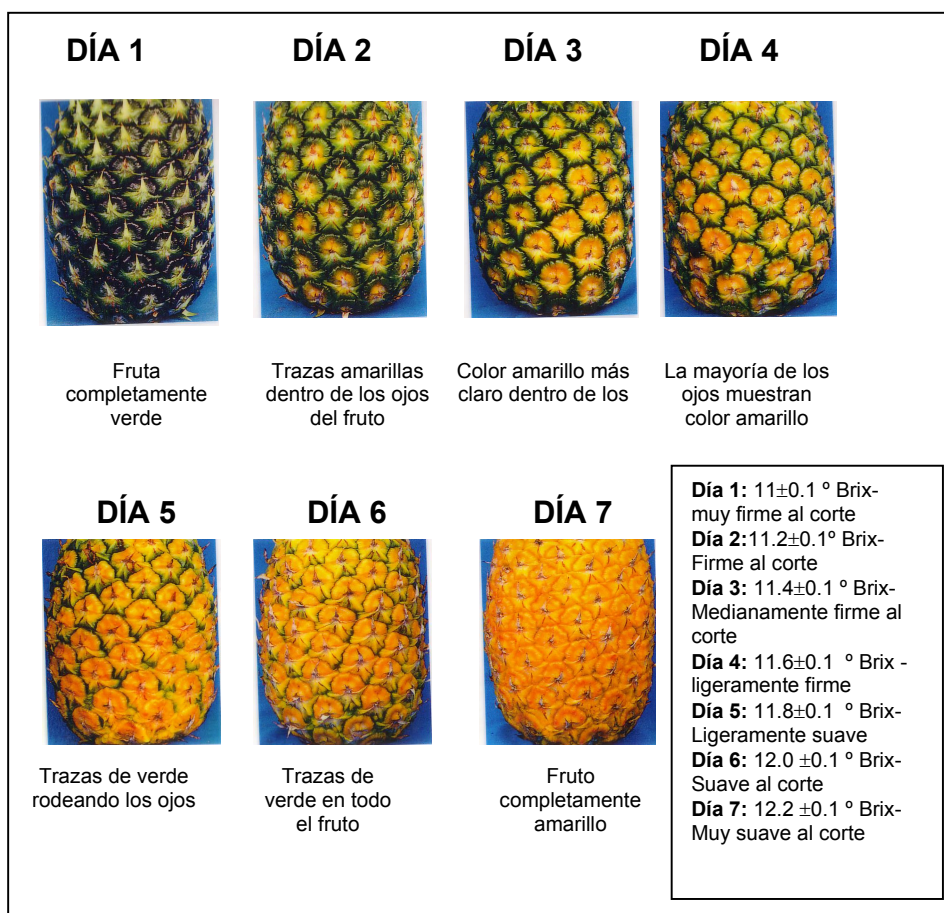 DÍA 1
DÍA 2
DÍA 3
DÍA 4
Fruta
completamente
verde
Trazas amarillas
dentro de los ojos
del fruto
Color amarillo más
claro dentro de los
La mayoría de los
ojos muestran
color amarillo
DÍA 5
DÍA 6
DÍA 7
Trazas de verde
rodeando los ojos
Trazas de
verde en todo
el fruto
Fruto
completamente
amarillo
Día 1: 11±0.1 º Brix-
muy firme al corte
Día 2:11.2±0.1º Brix-
Firme al corte
Día 3: 11.4±0.1 º Brix-
Medianamente firme al
corte
Día 4: 11.6±0.1 º Brix -
ligeramente firme
Día 5: 11.8±0.1 º Brix-
Ligeramente suave
Día 6: 12.0 ±0.1 º Brix-
Suave al corte
Día 7: 12.2 ±0.1 º Brix-
Muy suave al corte